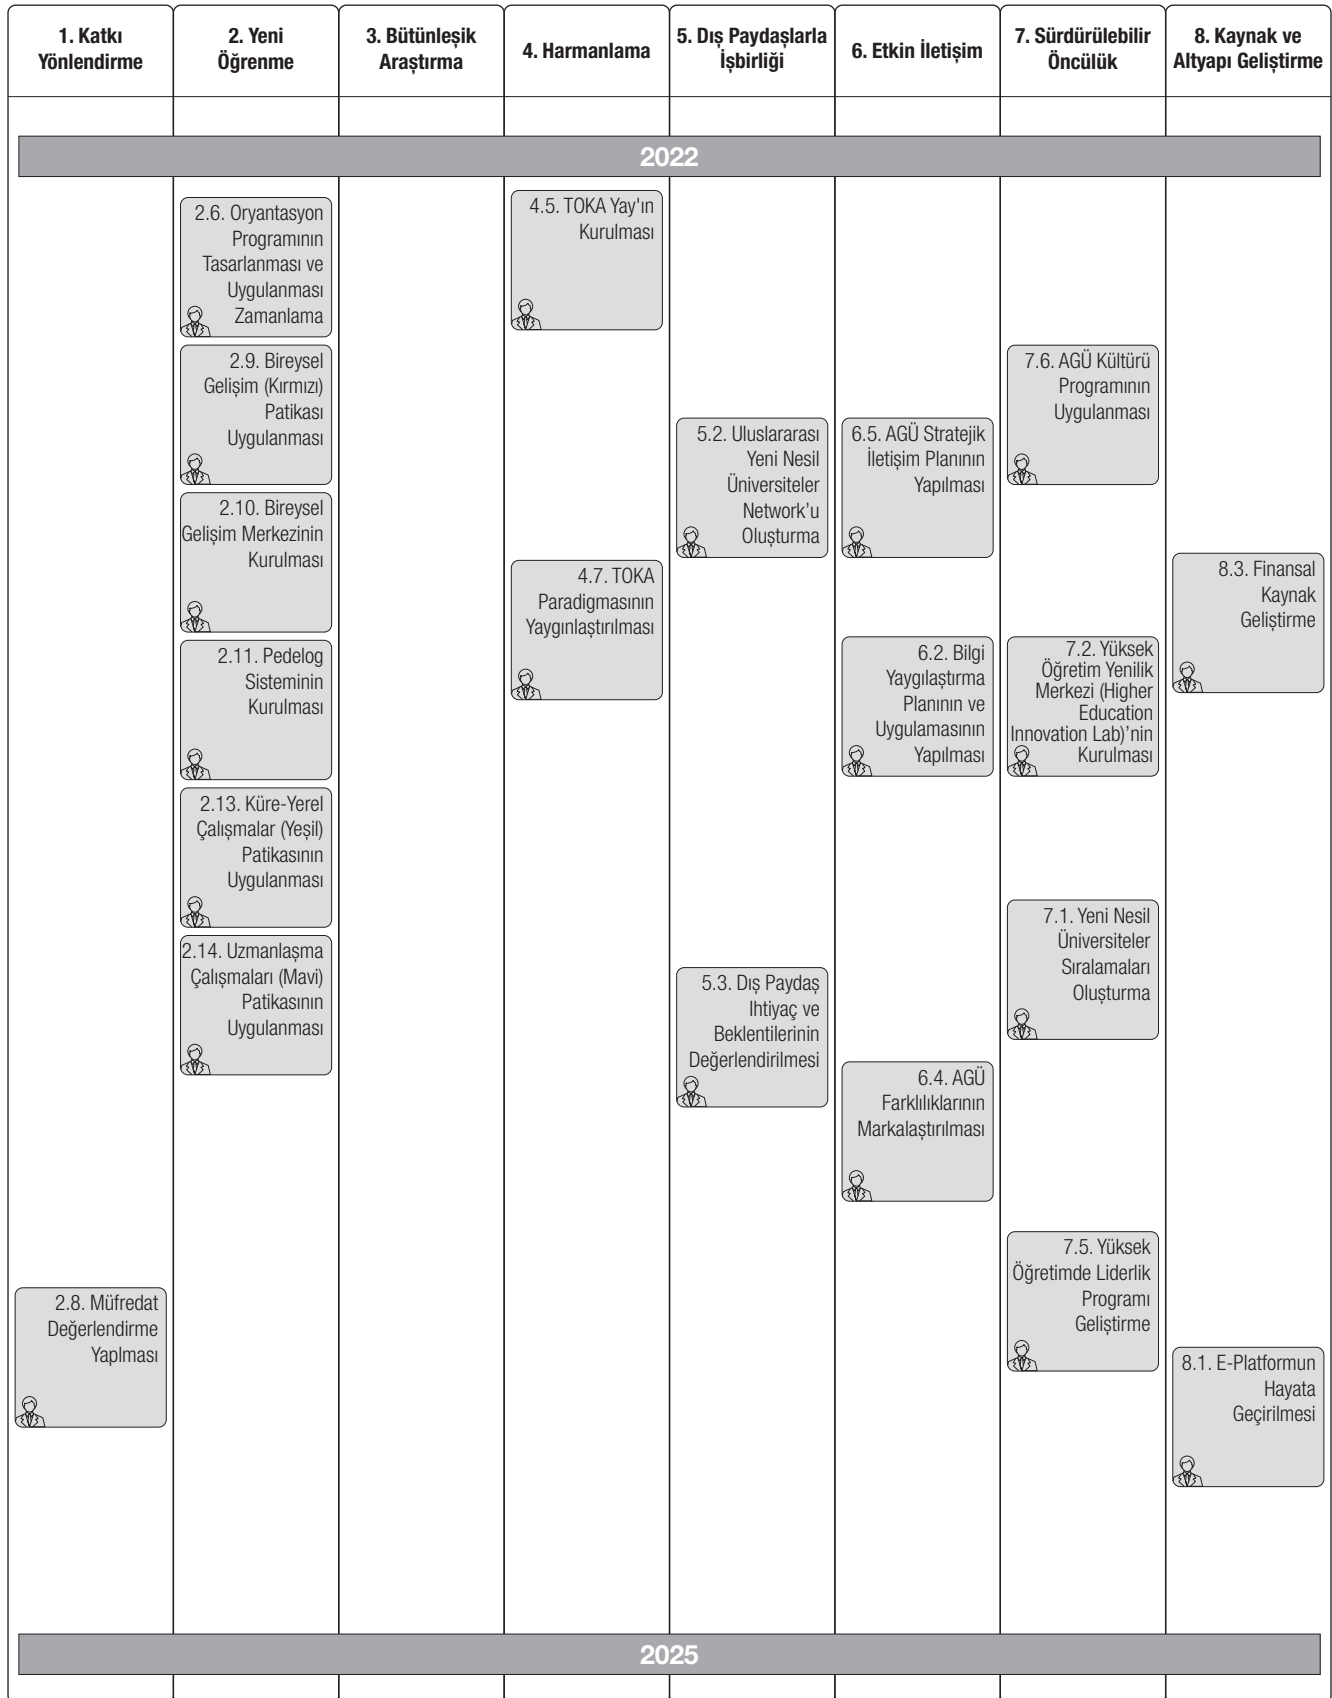 1. Katkı
Yönlendirme
2. Yeni
Öğrenme
3. Bütünleşik
Araştırma
4. Harmanlama
5. Dış Paydaşlarla
İşbirliği
6. Etkin İletişim
7. Sürdürülebilir
Öncülük
8. Kaynak ve
Altyapı Geliştirme
2022
2.8. Müfredat
Değerlendirme
Yaplması
2.6. Oryantasyon
Programının
Tasarlanması ve
Uygulanması
Zamanlama
2.9. Bireysel
Gelişim (Kırmızı)
Patikası
Uygulanması
2.10. Bireysel
Gelişim Merkezinin
Kurulması
2.11. Pedelog
Sisteminin
Kurulması
2.13. Küre-Yerel
Çalışmalar (Yeşil)
Patikasının
Uygulanması
2.14. Uzmanlaşma
Çalışmaları (Mavi)
Patikasının
Uygulanması
4.5. TOKA Yay'ın
Kurulması
4.7. TOKA
Paradigmasının
Yaygınlaştırılması
5.2. Uluslararası
Yeni Nesil
Üniversiteler
Network’u
Oluşturma
5.3. Dış Paydaş
Ihtiyaç ve
Beklentilerinin
Değerlendirilmesi
6.5. AGÜ Stratejik
İletişim Planının
Yapılması
6.2. Bilgi
Yaygılaştırma
Planının ve
Uygulamasının
Yapılması
6.4. AGÜ
Farklılıklarının
Markalaştırılması
7.6. AGÜ Kültürü
Programının
Uygulanması
7.2. Yüksek
Öğretim Yenilik
Merkezi (Higher
Education
Innovation Lab)’nin
Kurulması
7.1. Yeni Nesil
Üniversiteler
Sıralamaları
Oluşturma
7.5. Yüksek
Öğretimde Liderlik
Programı
Geliştirme
8.3. Finansal
Kaynak
Geliştirme
8.1. E-Platformun
Hayata
Geçirilmesi
2025